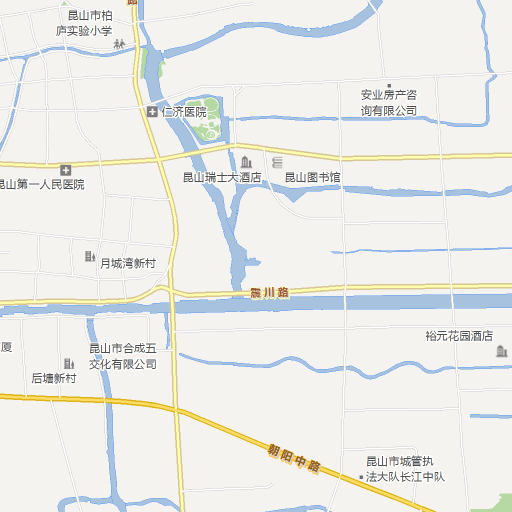 路
昆山市柏
庐实验小学
安业房产咨
询有限公司
仁济医院
昆山瑞士大酒店
昆山图书馆
昆山第一人民医院
月城湾新村
震川路
裕元花园酒店
厦
昆山市合成五
交化有限公司
后塘新村
朝阳中路
昆山市城管执
法大队长江中队